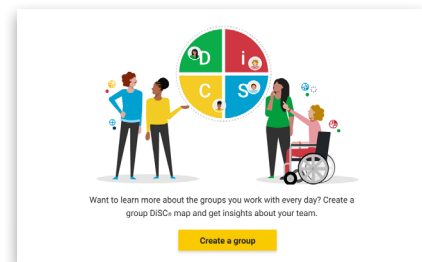 D i
C S
Want to learn more about the groups you work with every day? Create a
group DiSC® map and get insights about your team.
Create a group